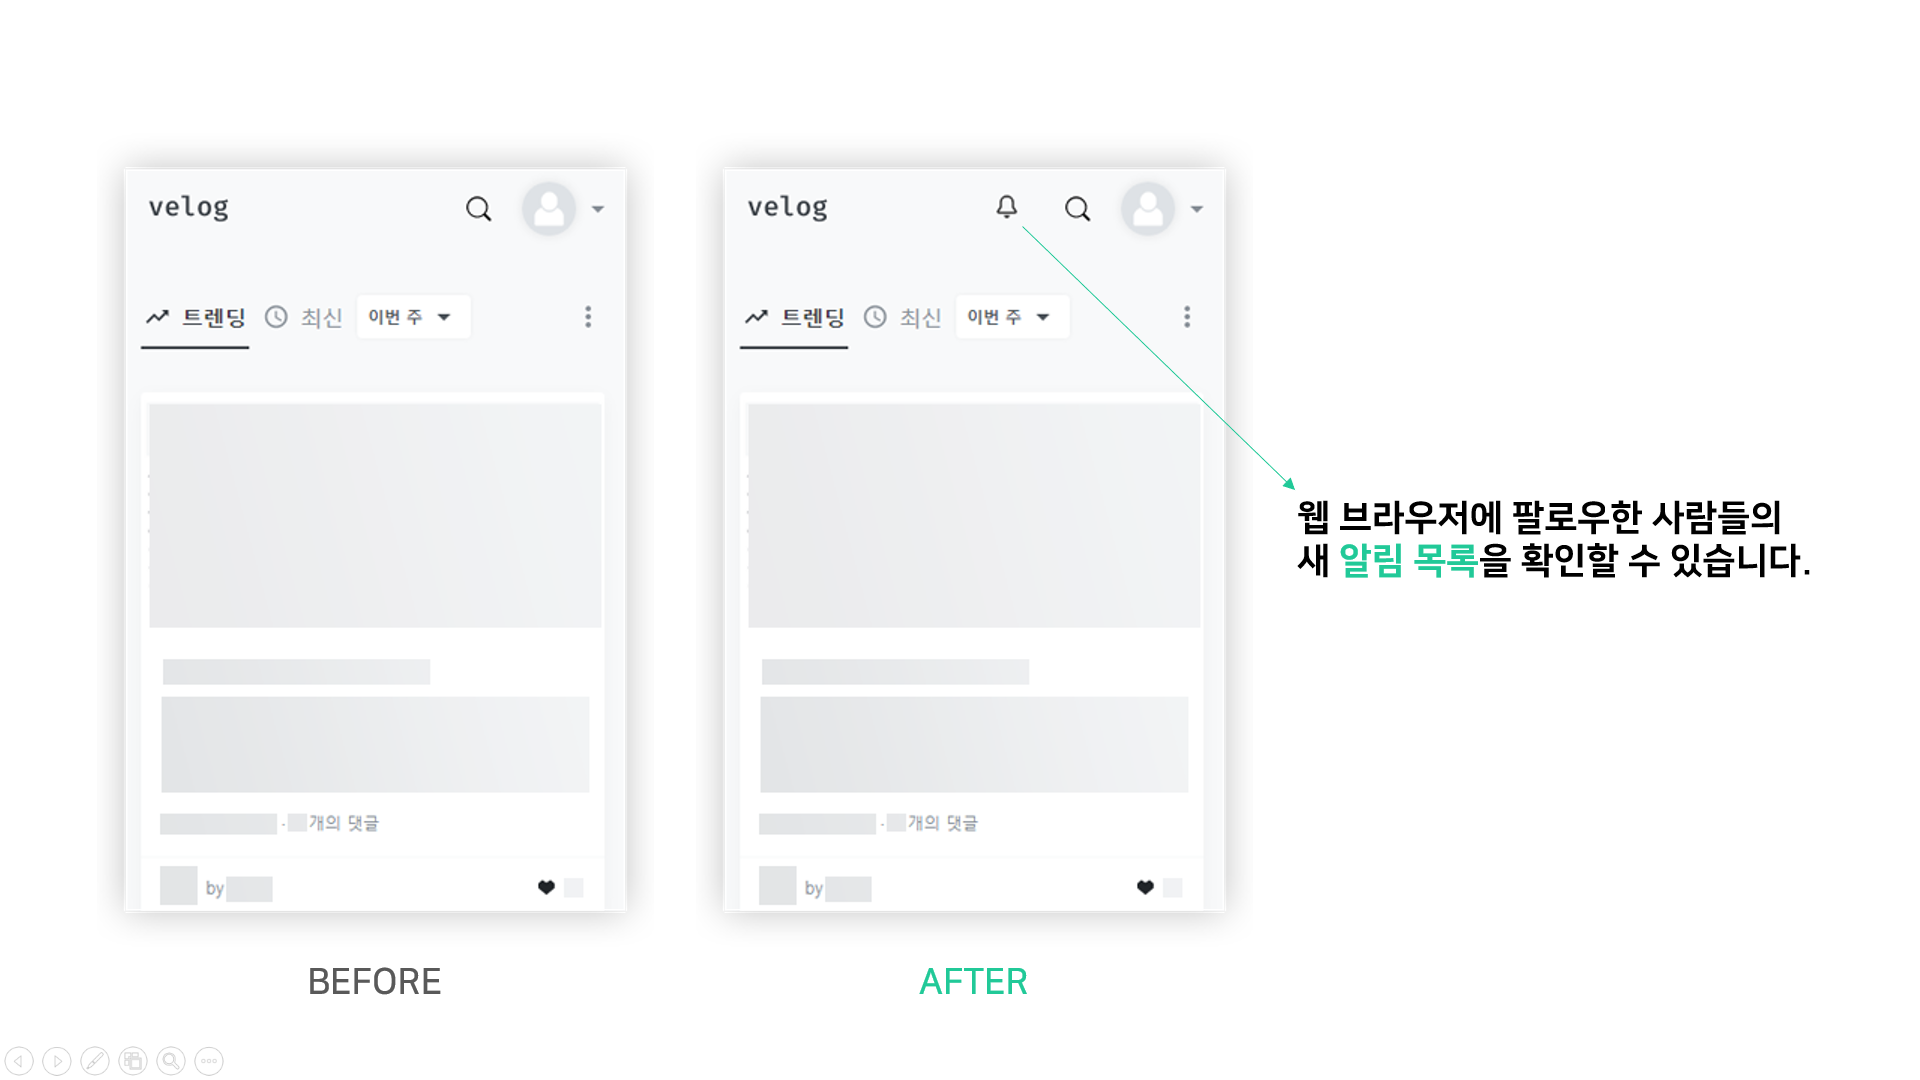 velog
트렌딩 최신 이번 주
개의 댓글
by
BEFORE
velog
트렌딩 최신 이번 주
개의 댓글
by
AFTER
웹 브라우저에 팔로우한 사람들의
새 알림 목록을 확인할 수 있습니다.